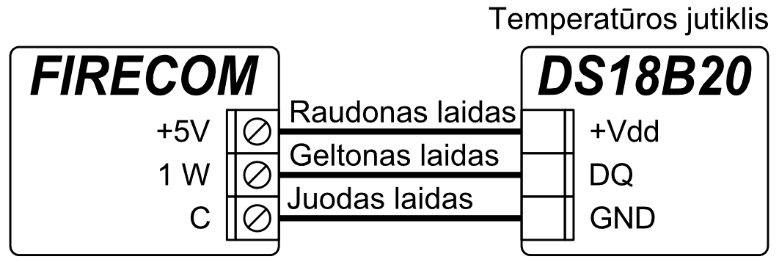 Temperatūros jutiklis
FIRECOM
DS18B20
+5V
Raudonas laidas
+Vdd
1 W
Geltonas laidas
DQ
C
Juodas laidas
GND